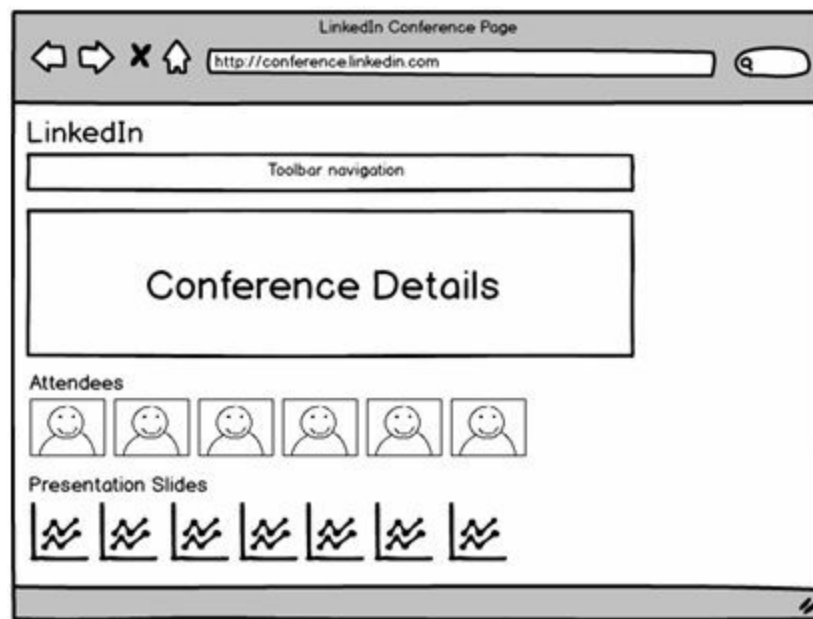 LinkedIn Conference Page
http://conference.linkedin.com
LinkedIn
Toolbar navigation
Conference Details
Attendees
Presentation Slides